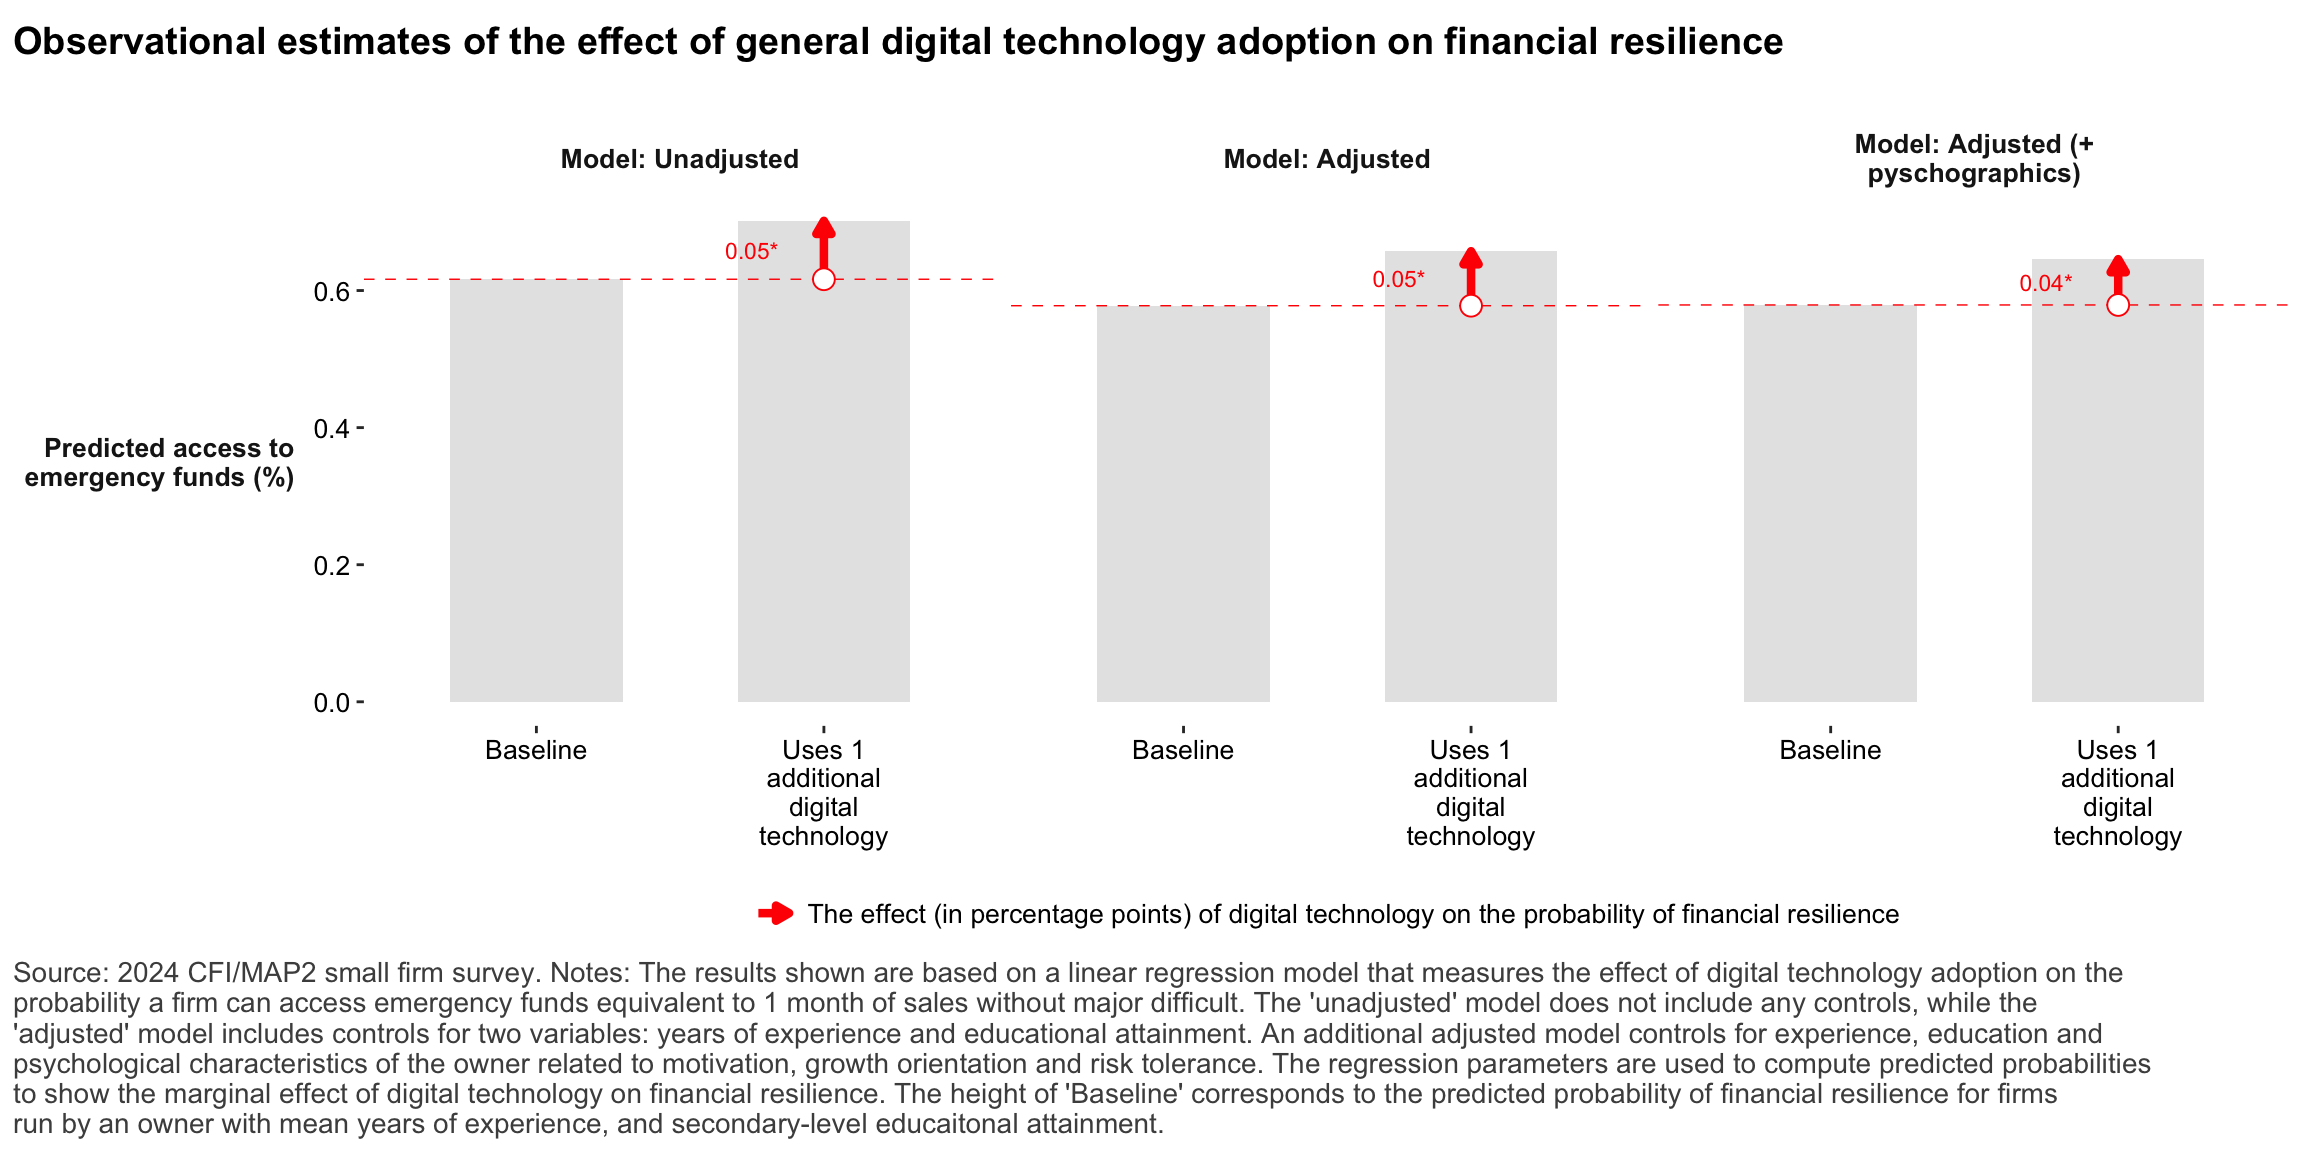 Observational estimates of the effect of general digital technology adoption on financial resilience
Model: Unadjusted
Model: Adjusted
Model: Adjusted (+
pyschographics)
0.05*
0.05*
0.04*
0.6
0.4
0.2
0.0
Predicted access to
emergency funds (%)
Baseline
Uses 1
additional
digital
technology
Baseline
Uses 1
additional
digital
technology
Baseline
Uses 1
additional
digital
technology
The effect (in percentage points) of digital technology on the probability of financial resilience
Source: 2024 CFI/MAP2 small firm survey. Notes: The results shown are based on a linear regression model that measures the effect of digital technology adoption on the
probability a firm can access emergency funds equivalent to 1 month of sales without major difficult. The 'unadjusted' model does not include any controls, while the
'adjusted' model includes controls for two variables: years of experience and educational attainment. An additional adjusted model controls for experience, education and
psychological characteristics of the owner related to motivation, growth orientation and risk tolerance. The regression parameters are used to compute predicted probabilities
to show the marginal effect of digital technology on financial resilience. The height of 'Baseline' corresponds to the predicted probability of financial resilience for firms
run by an owner with mean years of experience, and secondary-level educaitonal attainment.